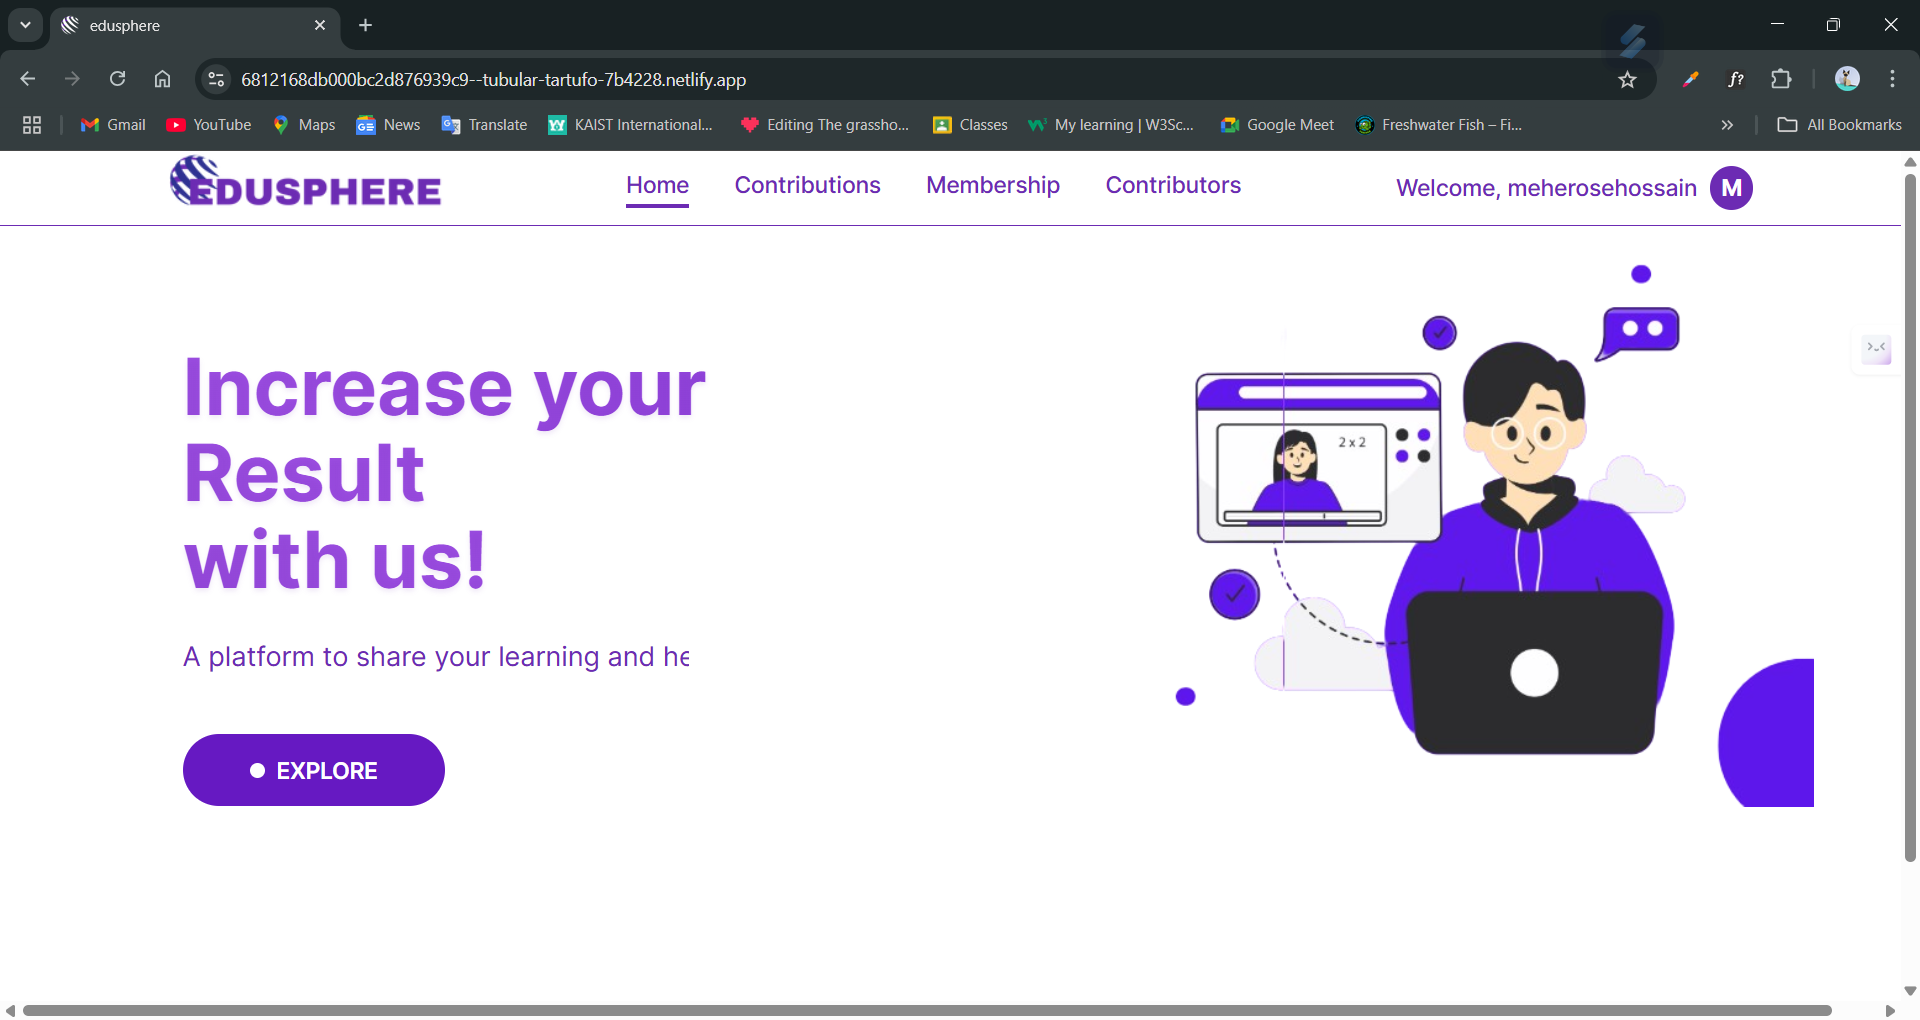 edusphere
6812168db000bc2d876939c9--tubular-tartufo-7b4228.netlify.app
f?
Gmail YouTube Maps News Translate KAIST International... Editing The grassho... Classes My learning | W3Sc... Google Meet Freshwater Fish – Fi... » All Bookmarks
EDUSPHERE Home Contributions Membership Contributors Welcome, meherosehossain M
Increase your
Result
with us!
2 x 2
A platform to share your learning and he
EXPLORE